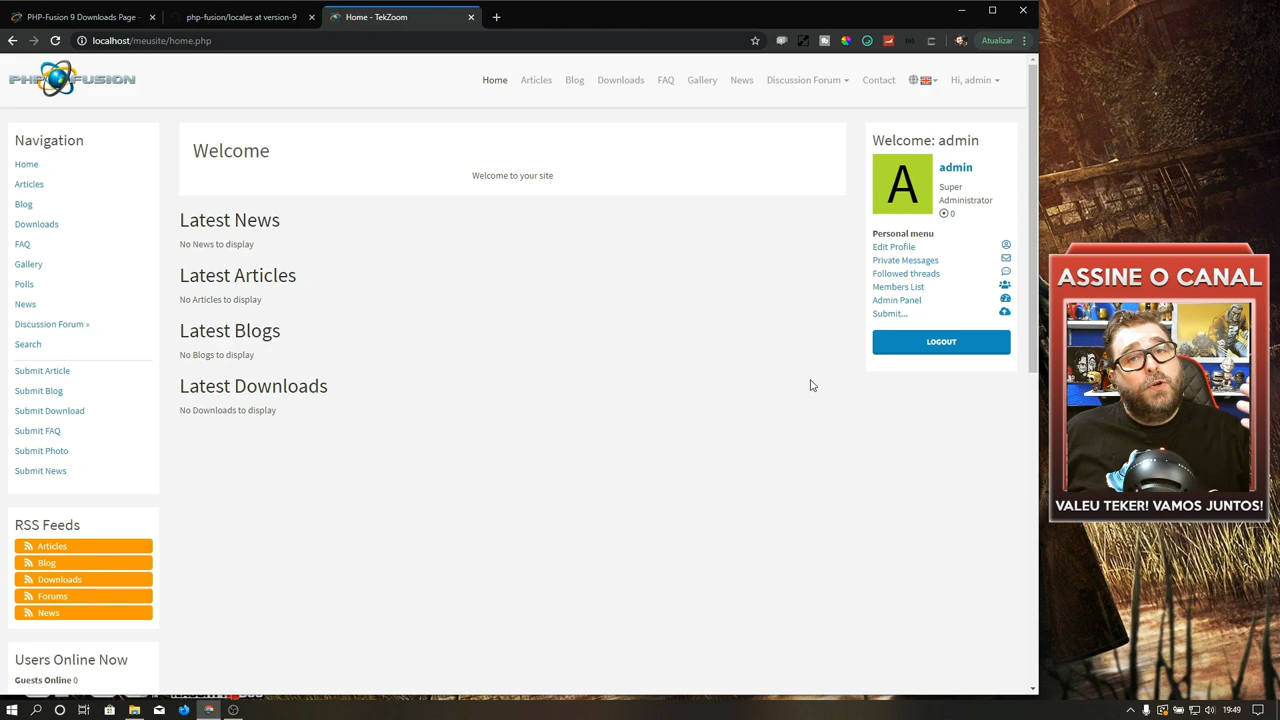 PHP-Fusion 9 Downloads Page -
php-fusion/locales at version-9
Home - TekZoom
localhost/meusite/home.php
Atualizar
PHP FUSION
Home
Articles
Blog
Downloads
FAQ
Gallery
News
Discussion Forum
Contact
Hi, admin
Navigation
Home
Articles
Blog
Downloads
FAQ
Gallery
Polls
News
Discussion Forum »
Search
Submit Article
Submit Blog
Submit Download
Submit FAQ
Submit Photo
Submit News
RSS Feeds
Articles
Blog
Downloads
Forums
News
Users Online Now
Guests Online 0
Welcome
Welcome to your site
Latest News
No News to display
Latest Articles
No Articles to display
Latest Blogs
No Blogs to display
Latest Downloads
No Downloads to display
Welcome: admin
A
admin
Super
Administrator
0
Personal menu
Edit Profile
Private Messages
Followed threads
Members List
Admin Panel
Submit...
LOGOUT
ASSINE O CANAL
VALEU TEKER! VAMOS JUNTOS!
19:49